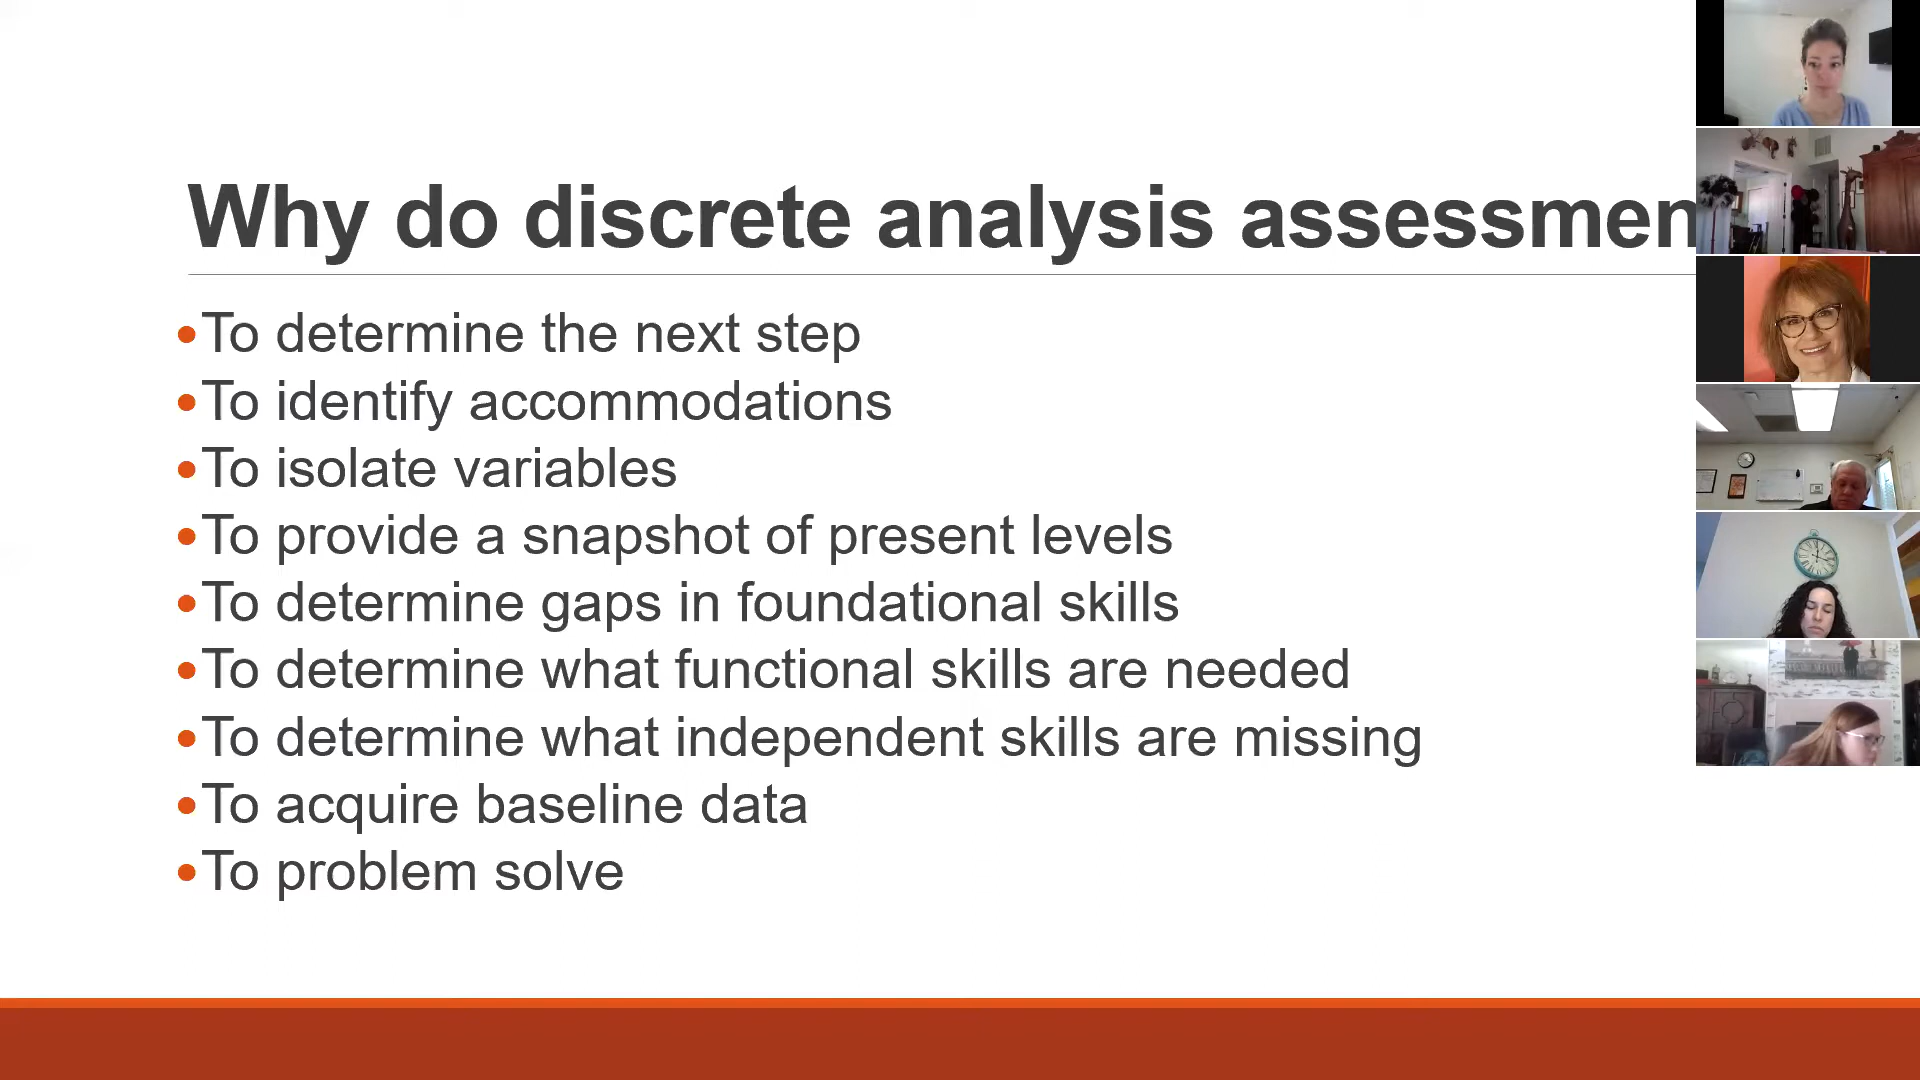 Why do discrete analysis assessmen
•To determine the next step
•To identify accommodations
•To isolate variables
•To provide a snapshot of present levels
•To determine gaps in foundational skills
•To determine what functional skills are needed
•To determine what independent skills are missing
•To acquire baseline data
•To problem solve